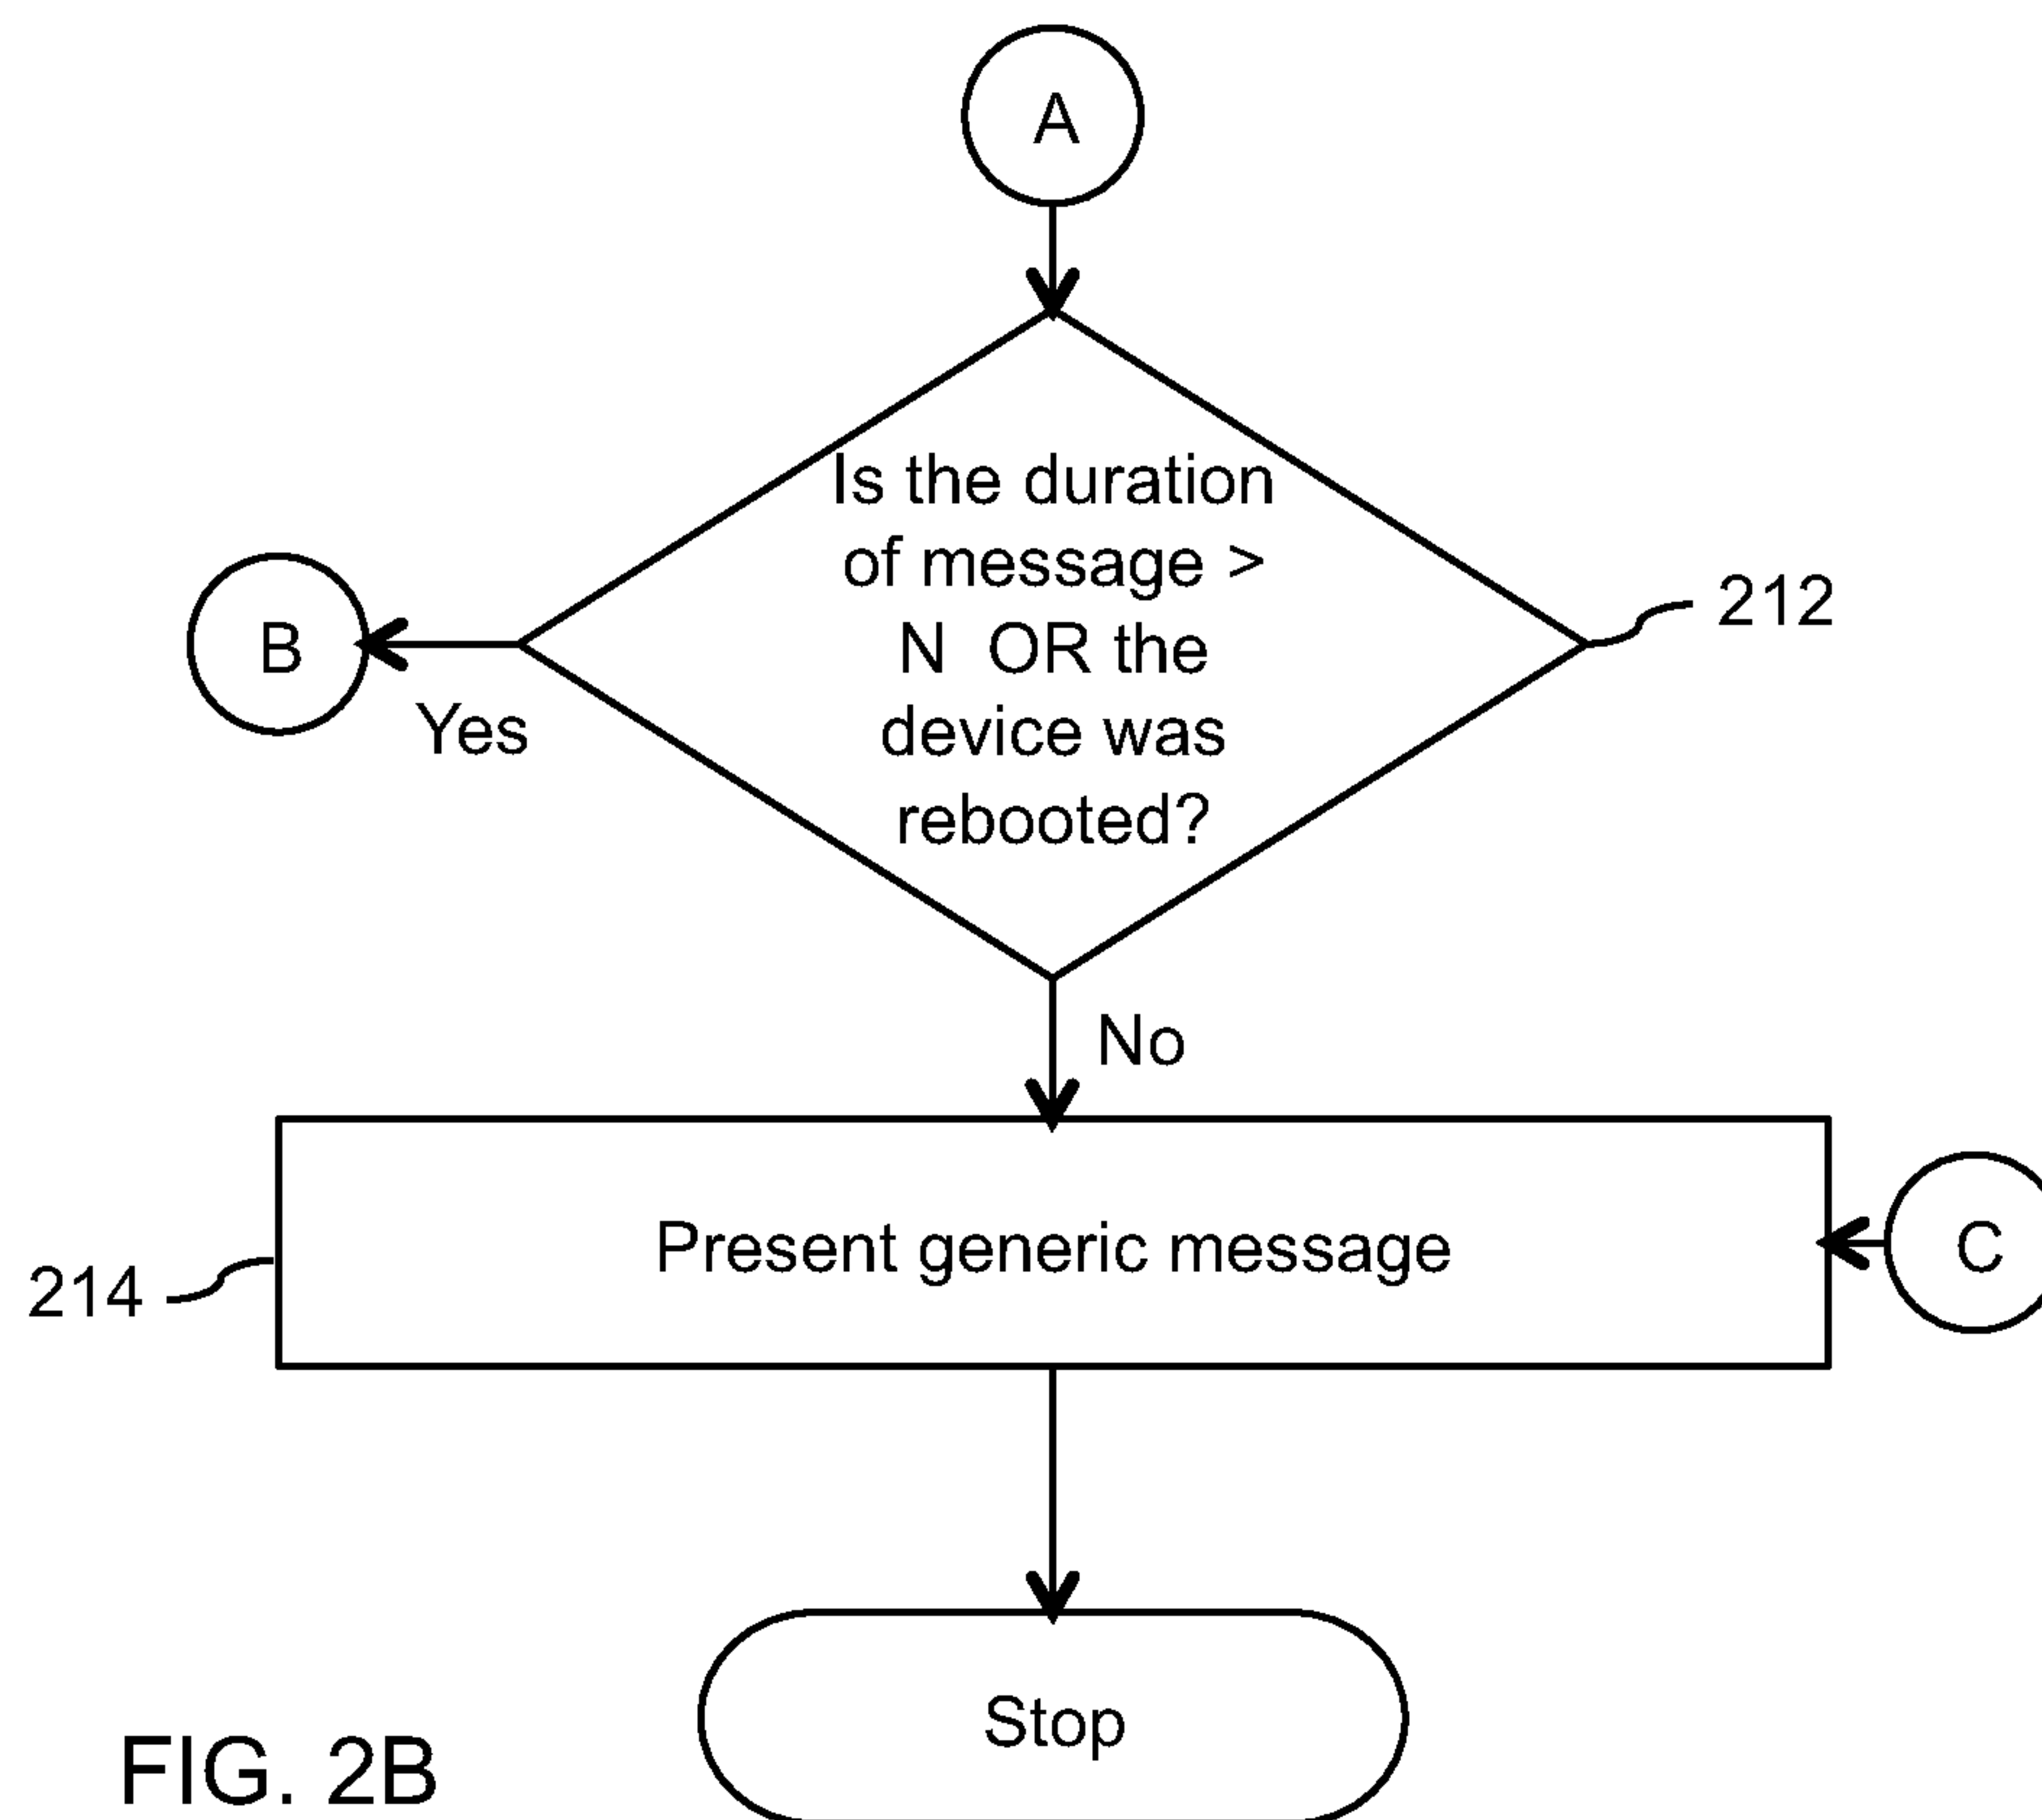 A
Is the duration
of message >
N OR the
device was
rebooted?
212
B
Yes
No
Present generic message
C
214
Stop
FIG. 2B